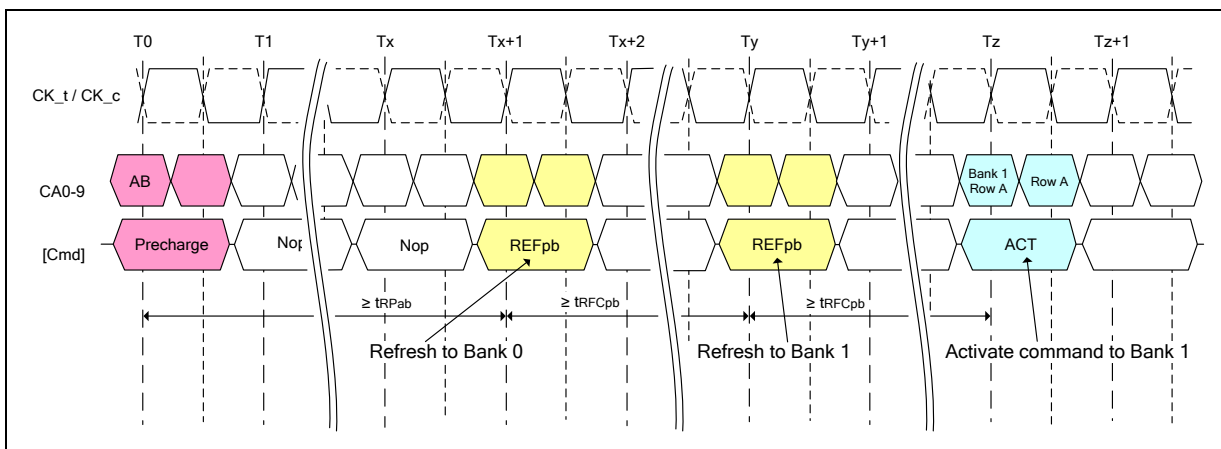 T0 T1 Tx Tx+1 Tx+2 Ty Ty+1 Tz Tz+1
CK_t / CK_c
CA0-9 AB Bank 1 Row A
Row A
[Cmd] Precharge Nop Nop REFpb REFpb ACT
≥ tRPab ≥ tRFCpb ≥ tRFCpb
Refresh to Bank 0 Refresh to Bank 1 Activate command to Bank 1